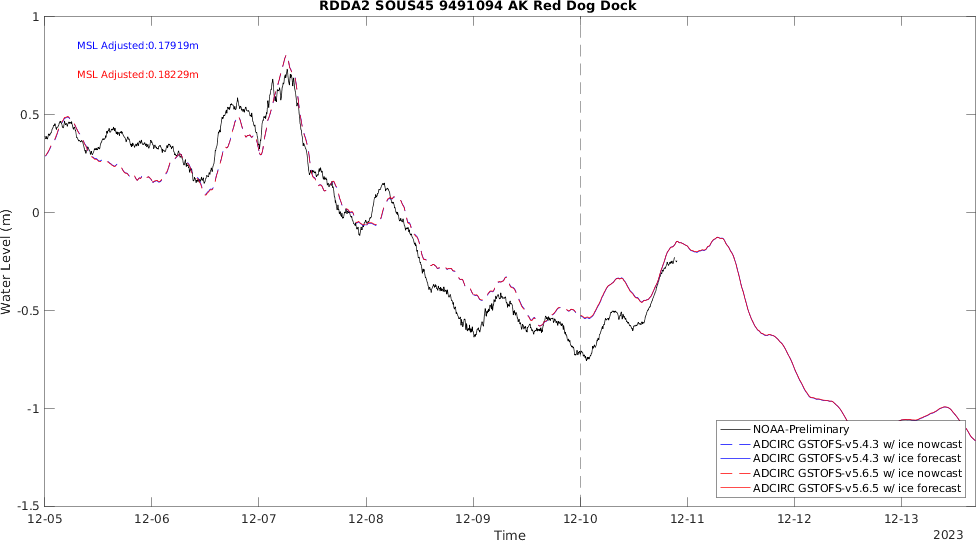 RDDA2 SOUS45 9491094 AK Red Dog Dock
MSL Adjusted:0.17919m
MSL Adjusted:0.18229m
1
0.5
0
-0.5
-1
-1.5
Water Level (m)
12-05 12-06 12-07 12-08 12-09 12-10 12-11 12-12 12-13
Time
2023
NOAA-Preliminary
ADCIRC GSTOFS-v5.4.3 w/ ice nowcast
ADCIRC GSTOFS-v5.4.3 w/ ice forecast
ADCIRC GSTOFS-v5.6.5 w/ ice nowcast
ADCIRC GSTOFS-v5.6.5 w/ ice forecast